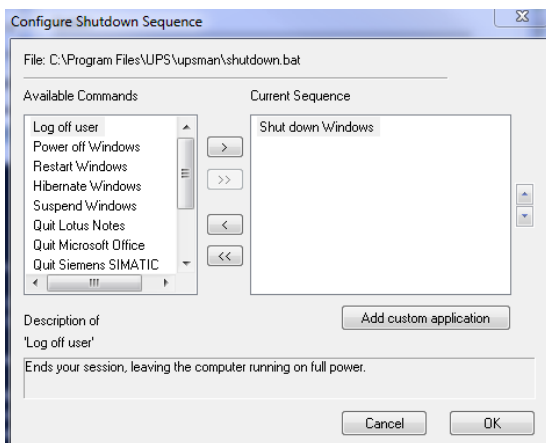 Configure Shutdown Sequence
File: C:\Program Files\UPS\upsman\shutdown.bat
Available Commands
Current Sequence
Log off user
Power off Windows
Restart Windows
Hibernate Windows
Suspend Windows
Quit Lotus Notes
Quit Microsoft Office
Quit Siemens SIMATIC
>
>>
<
<<
Shut down Windows
Add custom application
Description of
'Log off user'
Ends your session, leaving the computer running on full power.
Cancel
OK